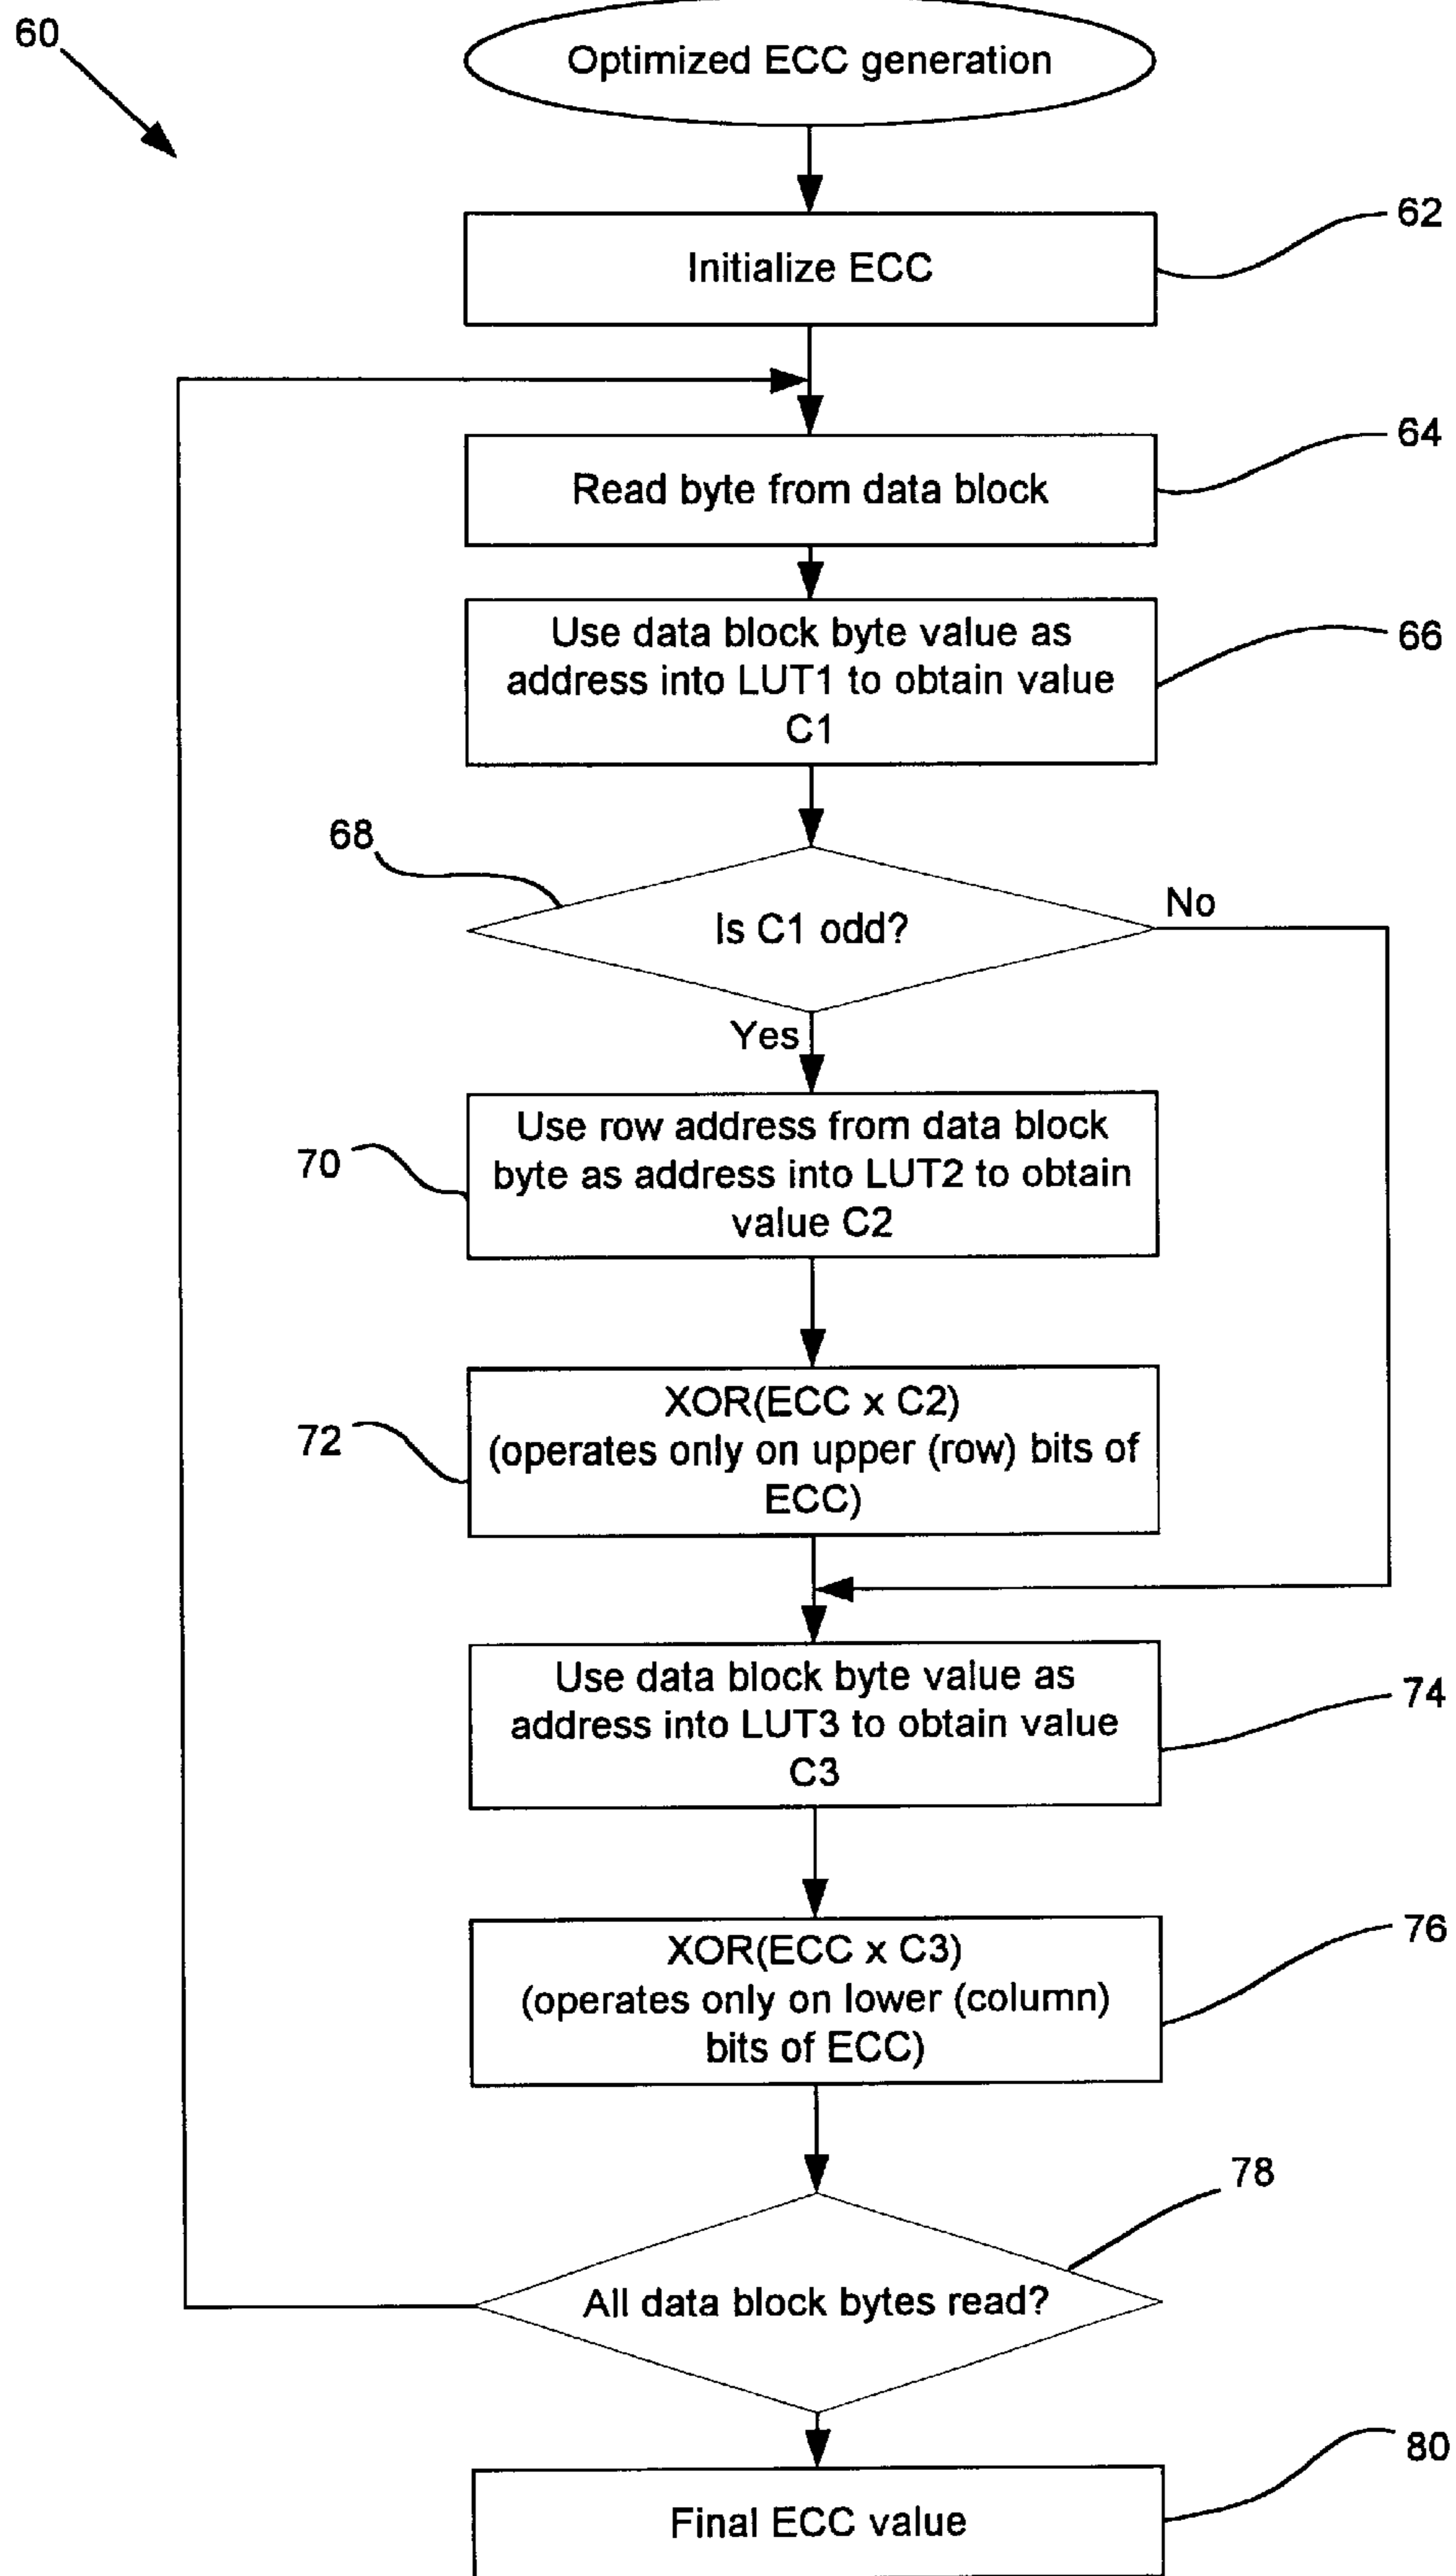 60
Optimized ECC generation
62
Initialize ECC
64
Read byte from data block
66
Use data block byte value as
address into LUT1 to obtain value
C1
68
Is C1 odd?
No
Yes
70
Use row address from data block
byte as address into LUT2 to obtain
value C2
72
XOR(ECC x C2)
(operates only on upper (row) bits of
ECC)
74
Use data block byte value as
address into LUT3 to obtain value
C3
76
XOR(ECC x C3)
(operates only on lower (column)
bits of ECC)
78
All data block bytes read?
80
Final ECC value